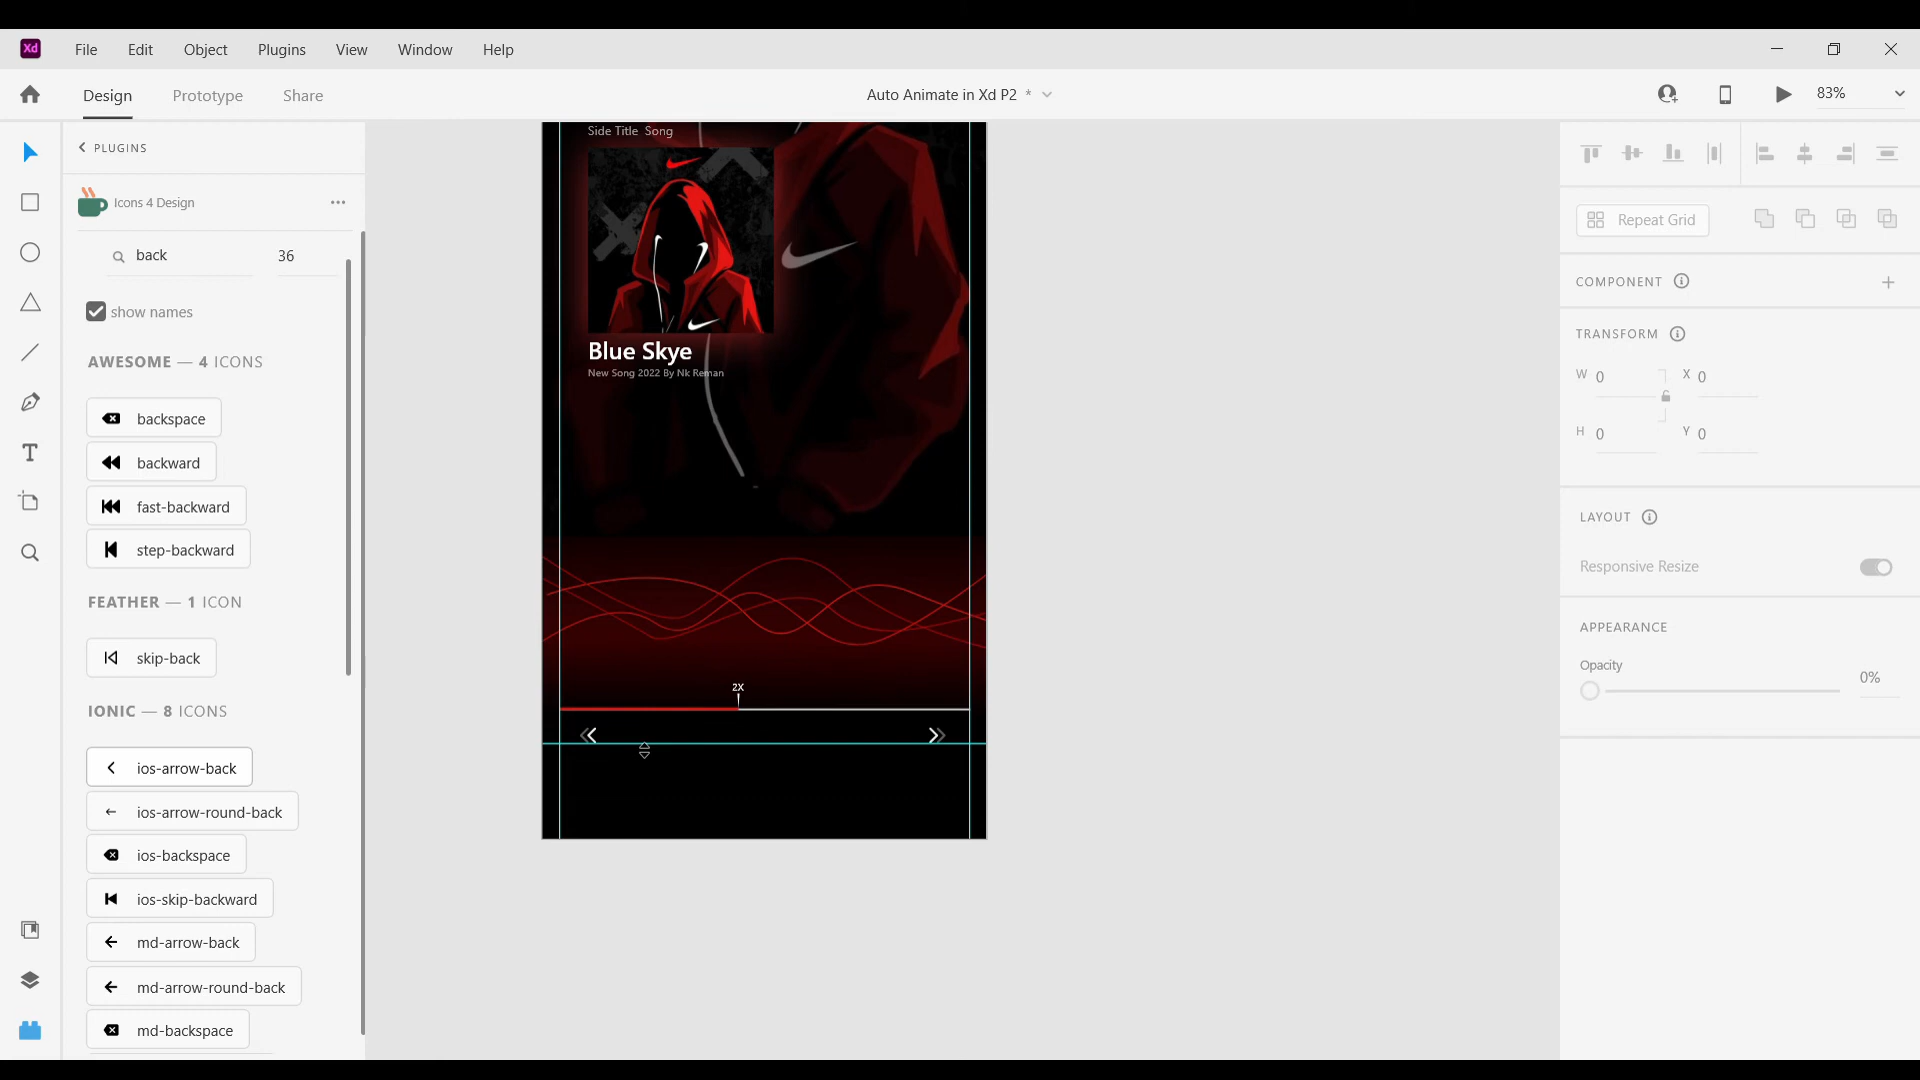 Xd File Edit Object Plugins View Window Help
Design Prototype Share Auto Animate in Xd P2 * 83%
PLUGINS
Icons 4 Design ...
back 36
show names
AWESOME — 4 ICONS
backspace
backward
fast-backward
step-backward
FEATHER — 1 ICON
skip-back
IONIC — 8 ICONS
ios-arrow-back
ios-arrow-round-back
ios-backspace
ios-skip-backward
md-arrow-back
md-arrow-round-back
md-backspace
Side Title Song
Blue Skye
New Song 2022 By Nk Reman
2X
Repeat Grid
COMPONENT
TRANSFORM
W 0 X 0
H 0 Y 0
LAYOUT
Responsive Resize
APPEARANCE
Opacity
0%